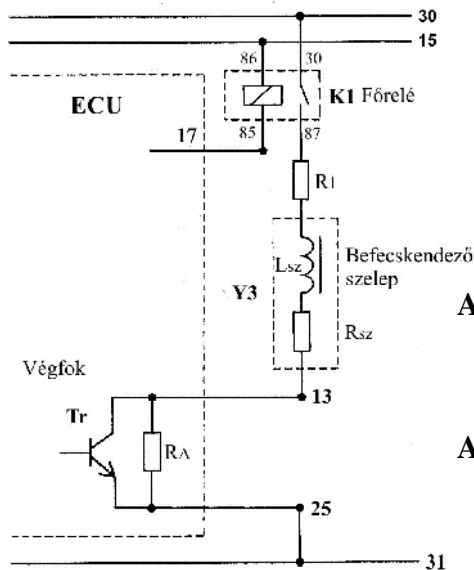 30
15
86 30
ECU
K1 Főrelé
17 85 87
R1
Befecskendező
szelep
Lsz
Y3
A
Rsz
Végfok
13
Tr
RA
A
25
31